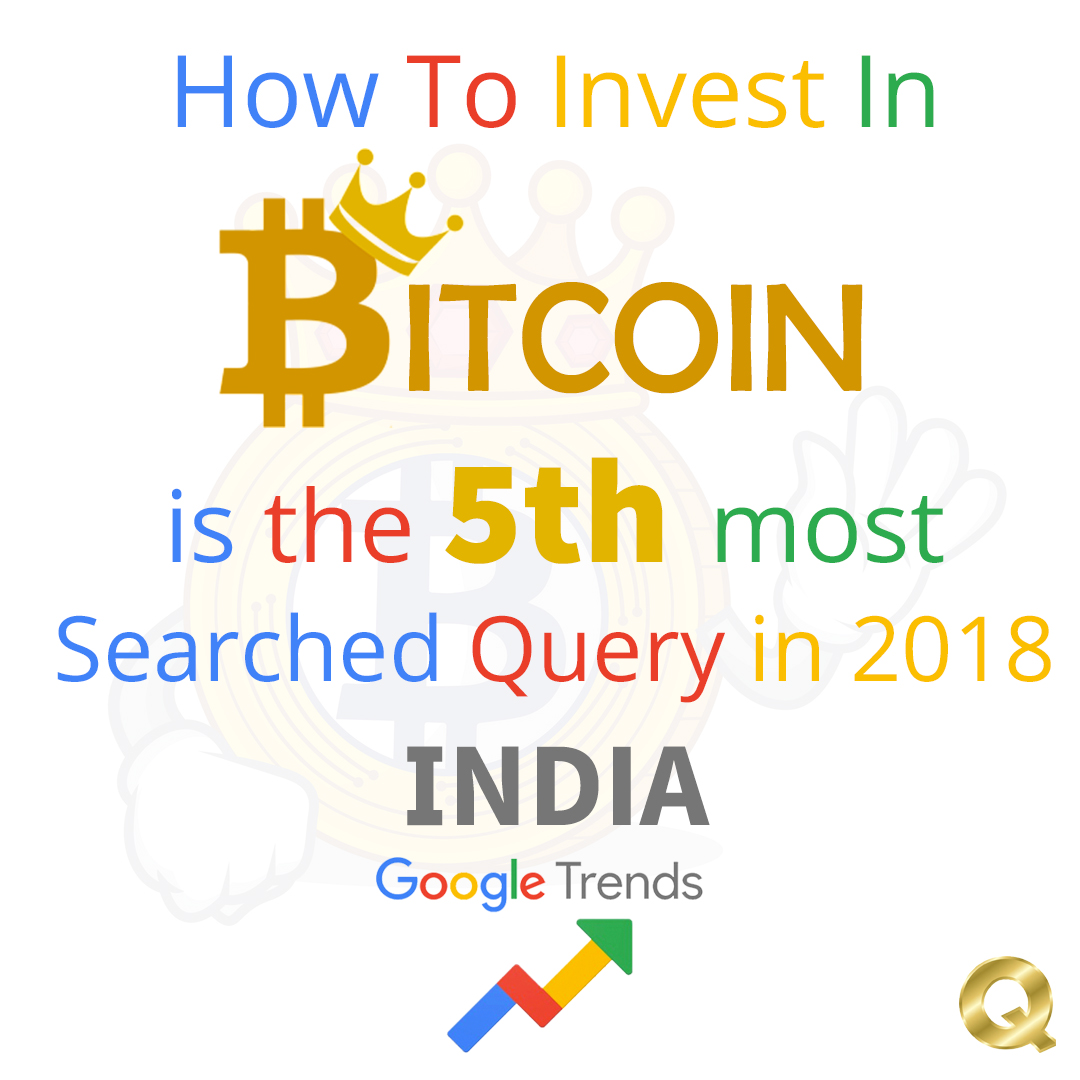 How To Invest In
BITCOIN
is the 5th most
Searched Query in 2018
INDIA
Google Trends
Q